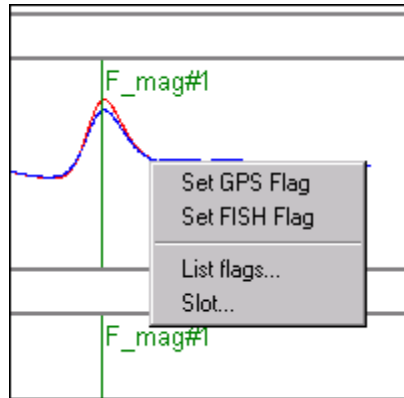 F_mag#1
Set GPS Flag
Set FISH Flag
List flags...
Slot...
F_mag#1